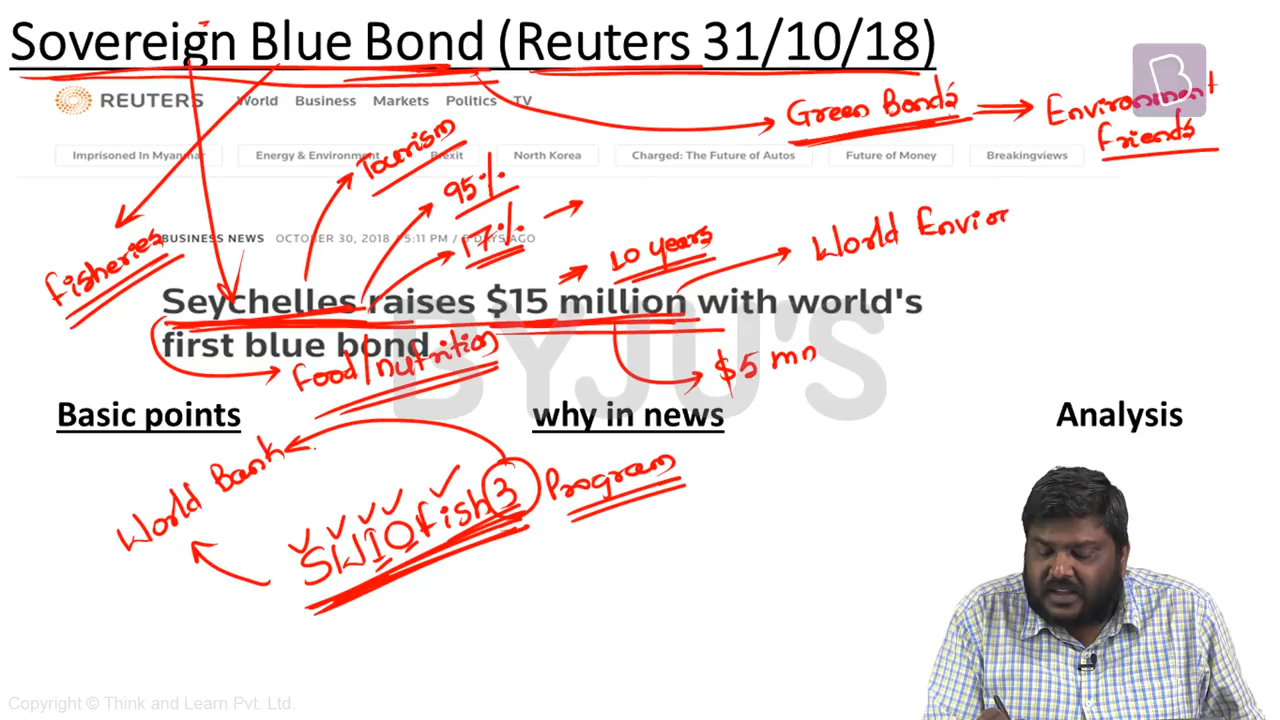 Sovereign Blue Bond (Reuters 31/10/18)
B
REUTERS World Business Markets Politics TV
Green Bonds ⇒ Environment
Friends
Imprisoned In Myanmar Energy & Environment Brexit North Korea Charged: The Future of Autos Future of Money Breakingviews
Tourism
95%
17%
BUSINESS NEWS OCTOBER 30, 2018 / 5:11 PM / DAYS AGO
fisheries
10 years
World Envior
Seychelles raises $15 million with world's
first blue bond
food/nutrition
$5 mn
BYJU'S
Basic points why in news Analysis
World Bank
SWIOfish3 Program
Copyright © Think and Learn Pvt. Ltd.